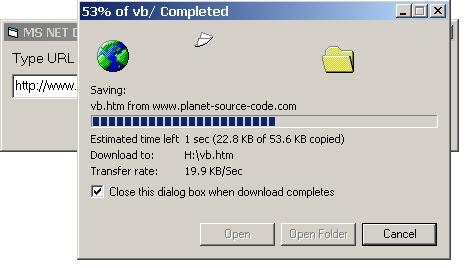 53% of vb/ Completed
MS NET D
Type URL
http://www.
Saving:
vb.htm from www.planet-source-code.com
Estimated time left 1 sec (22.8 KB of 53.6 KB copied)
Download to: H:\vb.htm
Transfer rate: 19.9 KB/Sec
Close this dialog box when download completes
Open Open Folder Cancel